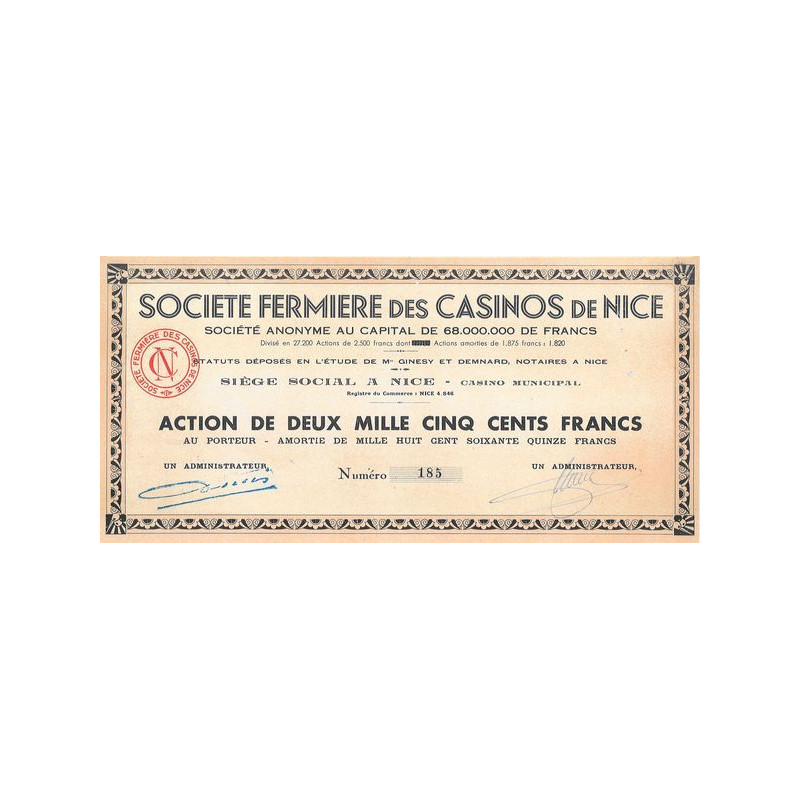 SOCIETE FERMIERE DES CASINOS DE NICE
SOCIÉTÉ ANONYME AU CAPITAL DE 68.000.000 DE FRANCS
Divisé en 27.200 Actions de 2.500 francs dont Actions amorties de 1.875 francs : 1.820
STATUTS DÉPOSÉS EN L'ÉTUDE DE Mes GINESY ET DEMNARD, NOTAIRES A NICE
SOCIÉTÉ FERMIÈRE DES CASINOS DE NICE
CN
SIÈGE SOCIAL A NICE - CASINO MUNICIPAL
Registre du Commerce : NICE 4.846
ACTION DE DEUX MILLE CINQ CENTS FRANCS
AU PORTEUR - AMORTIE DE MILLE HUIT CENT SOIXANTE QUINZE FRANCS
UN ADMINISTRATEUR,
Numéro 185
UN ADMINISTRATEUR,